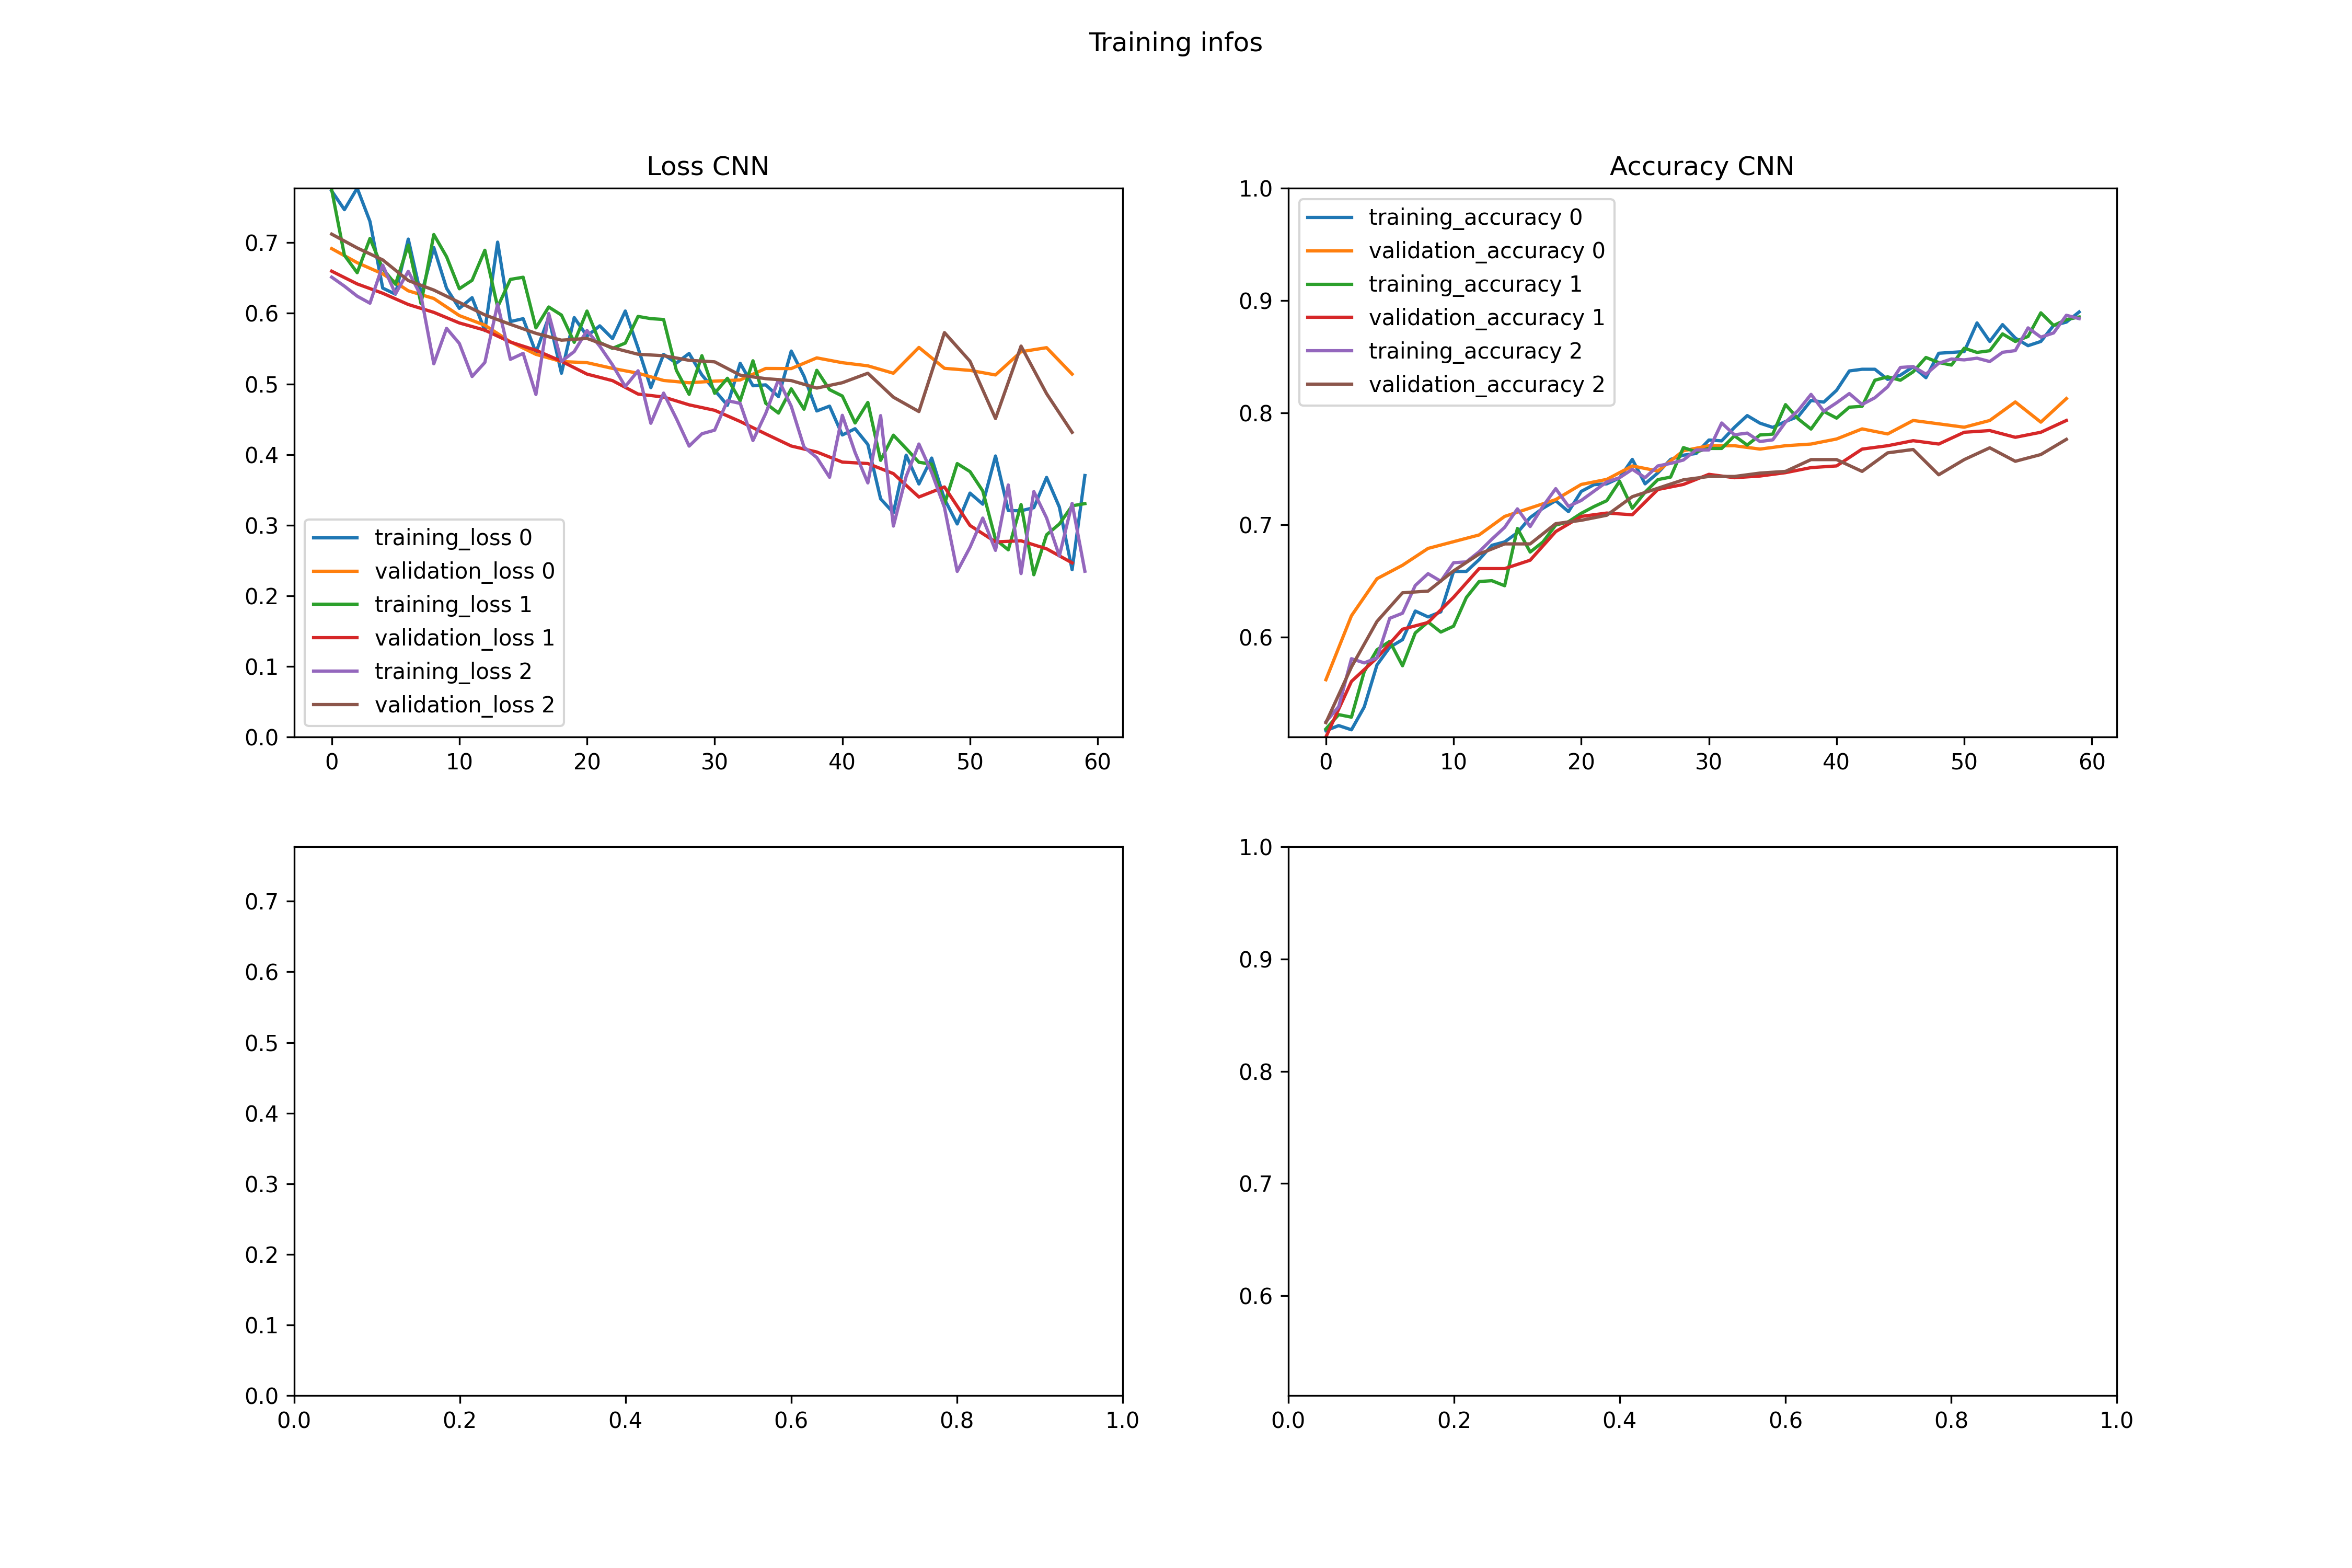 Training infos
Loss CNN
0.7
0.6
0.5
0.4
0.3
0.2
0.1
0.0
training_loss 0
validation_loss 0
training_loss 1
validation_loss 1
training_loss 2
validation_loss 2
0 10 20 30 40 50 60
Accuracy CNN
1.0
0.9
0.8
0.7
0.6
training_accuracy 0
validation_accuracy 0
training_accuracy 1
validation_accuracy 1
training_accuracy 2
validation_accuracy 2
0 10 20 30 40 50 60
0.7
0.6
0.5
0.4
0.3
0.2
0.1
0.0
0.0 0.2 0.4 0.6 0.8 1.0
1.0
0.9
0.8
0.7
0.6
0.0 0.2 0.4 0.6 0.8 1.0